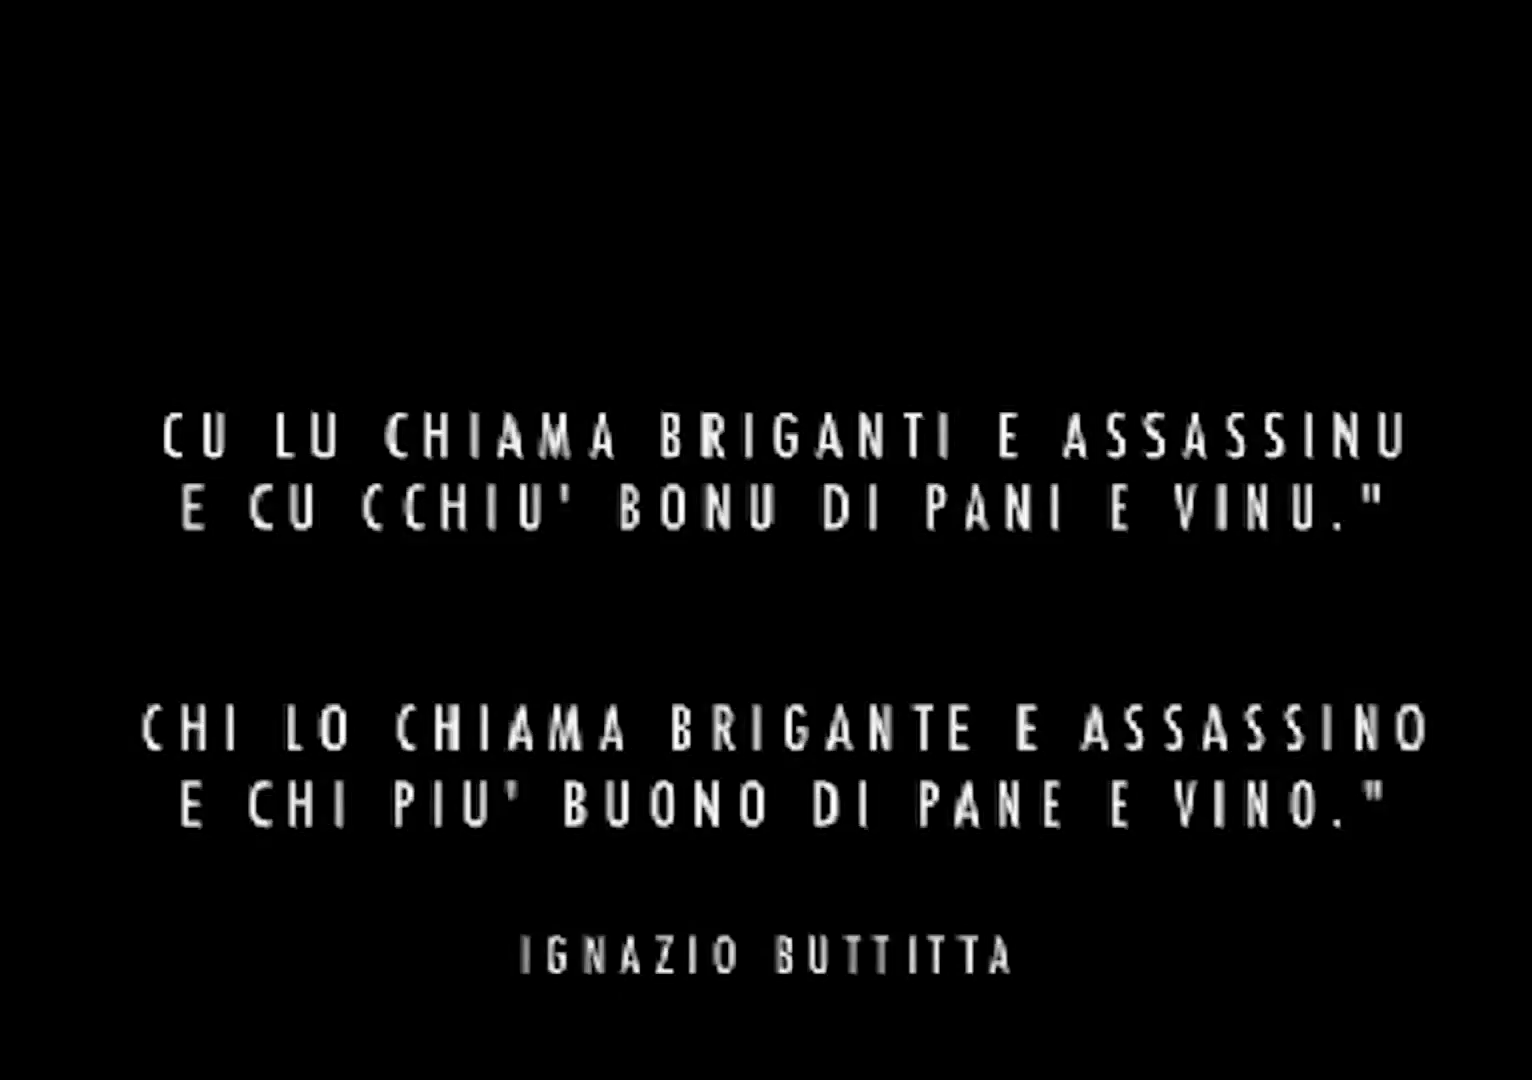 CU LU CHIAMA BRIGANTI E ASSASSINU
E CU CCHIU' BONU DI PANI E VINU."
CHI LO CHIAMA BRIGANTE E ASSASSINO
E CHI PIU' BUONO DI PANE E VINO."
IGNAZIO BUTTITTA